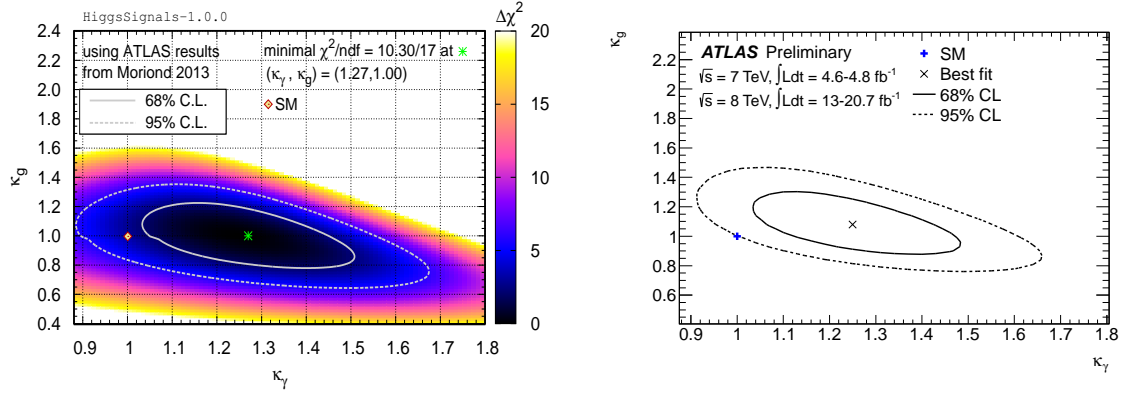 HiggsSignals-1.0.0
Δχ²
using ATLAS results
from Moriond 2013
minimal χ²/ndf = 10.30/17 at
(κγ , κg) = (1.27,1.00)
SM
68% C.L.
95% C.L.
2.4
2.2
2.0
1.8
1.6
1.4
1.2
1.0
0.8
0.6
0.4
κg
0.9
1
1.1
1.2
1.3
1.4
1.5
1.6
1.7
1.8
κγ
20
15
10
5
0
κg
ATLAS Preliminary
√s = 7 TeV, ∫Ldt = 4.6-4.8 fb⁻¹
√s = 8 TeV, ∫Ldt = 13-20.7 fb⁻¹
SM
Best fit
68% CL
95% CL
2.2
2
1.8
1.6
1.4
1.2
1
0.8
0.6
0.9
1
1.1
1.2
1.3
1.4
1.5
1.6
1.7
1.8
κγ